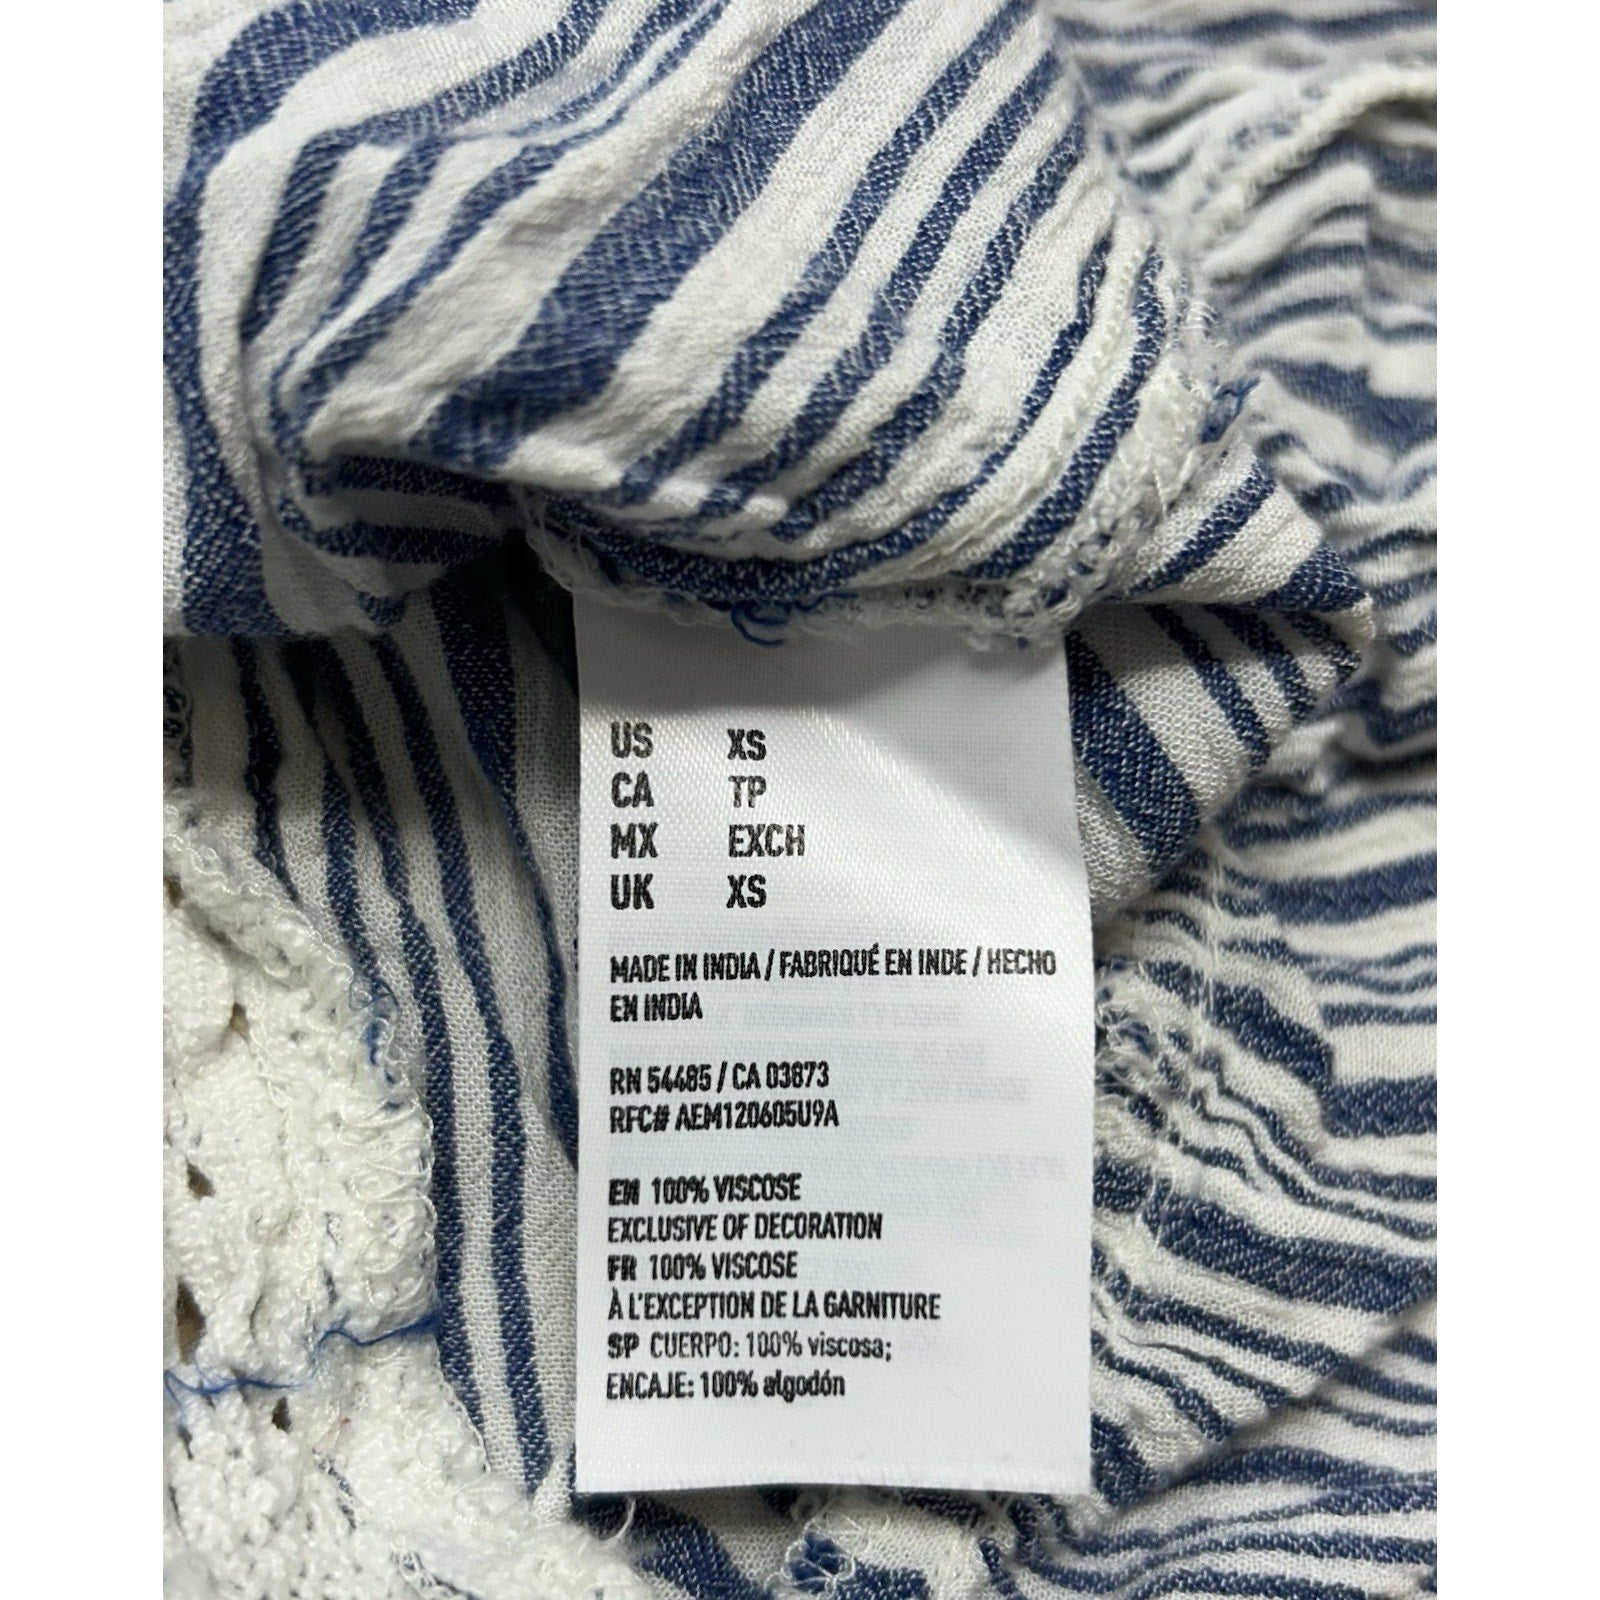 US XS
CA TP
MX EXCH
UK XS
MADE IN INDIA / FABRIQUÉ EN INDE / HECHO
EN INDIA
RN 54485 / CA 03873
RFC# AEM120605U9A
EN 100% VISCOSE
EXCLUSIVE OF DECORATION
FR 100% VISCOSE
À L'EXCEPTION DE LA GARNITURE
SP CUERPO: 100% viscosa;
ENCAJE: 100% algodón